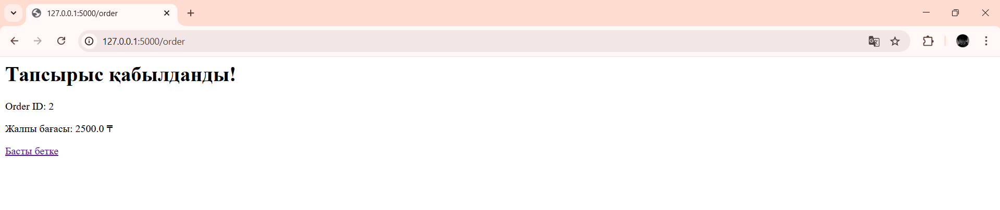 127.0.0.1:5000/order
127.0.0.1:5000/order
Тапсырыс қабылданды!
Order ID: 2
Жалпы бағасы: 2500.0 ₸
Басты бетке